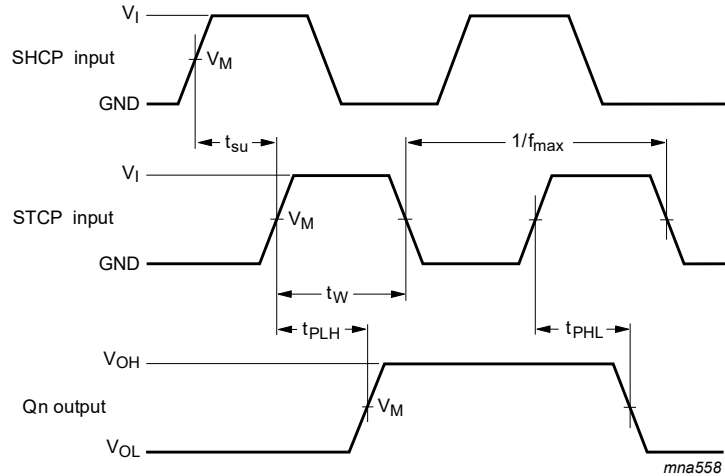 V_I
SHCP input
V_M
GND
t_su
1/f_max
V_I
STCP input
V_M
GND
t_W
t_PLH
t_PHL
V_OH
Qn output
V_M
V_OL
mna558